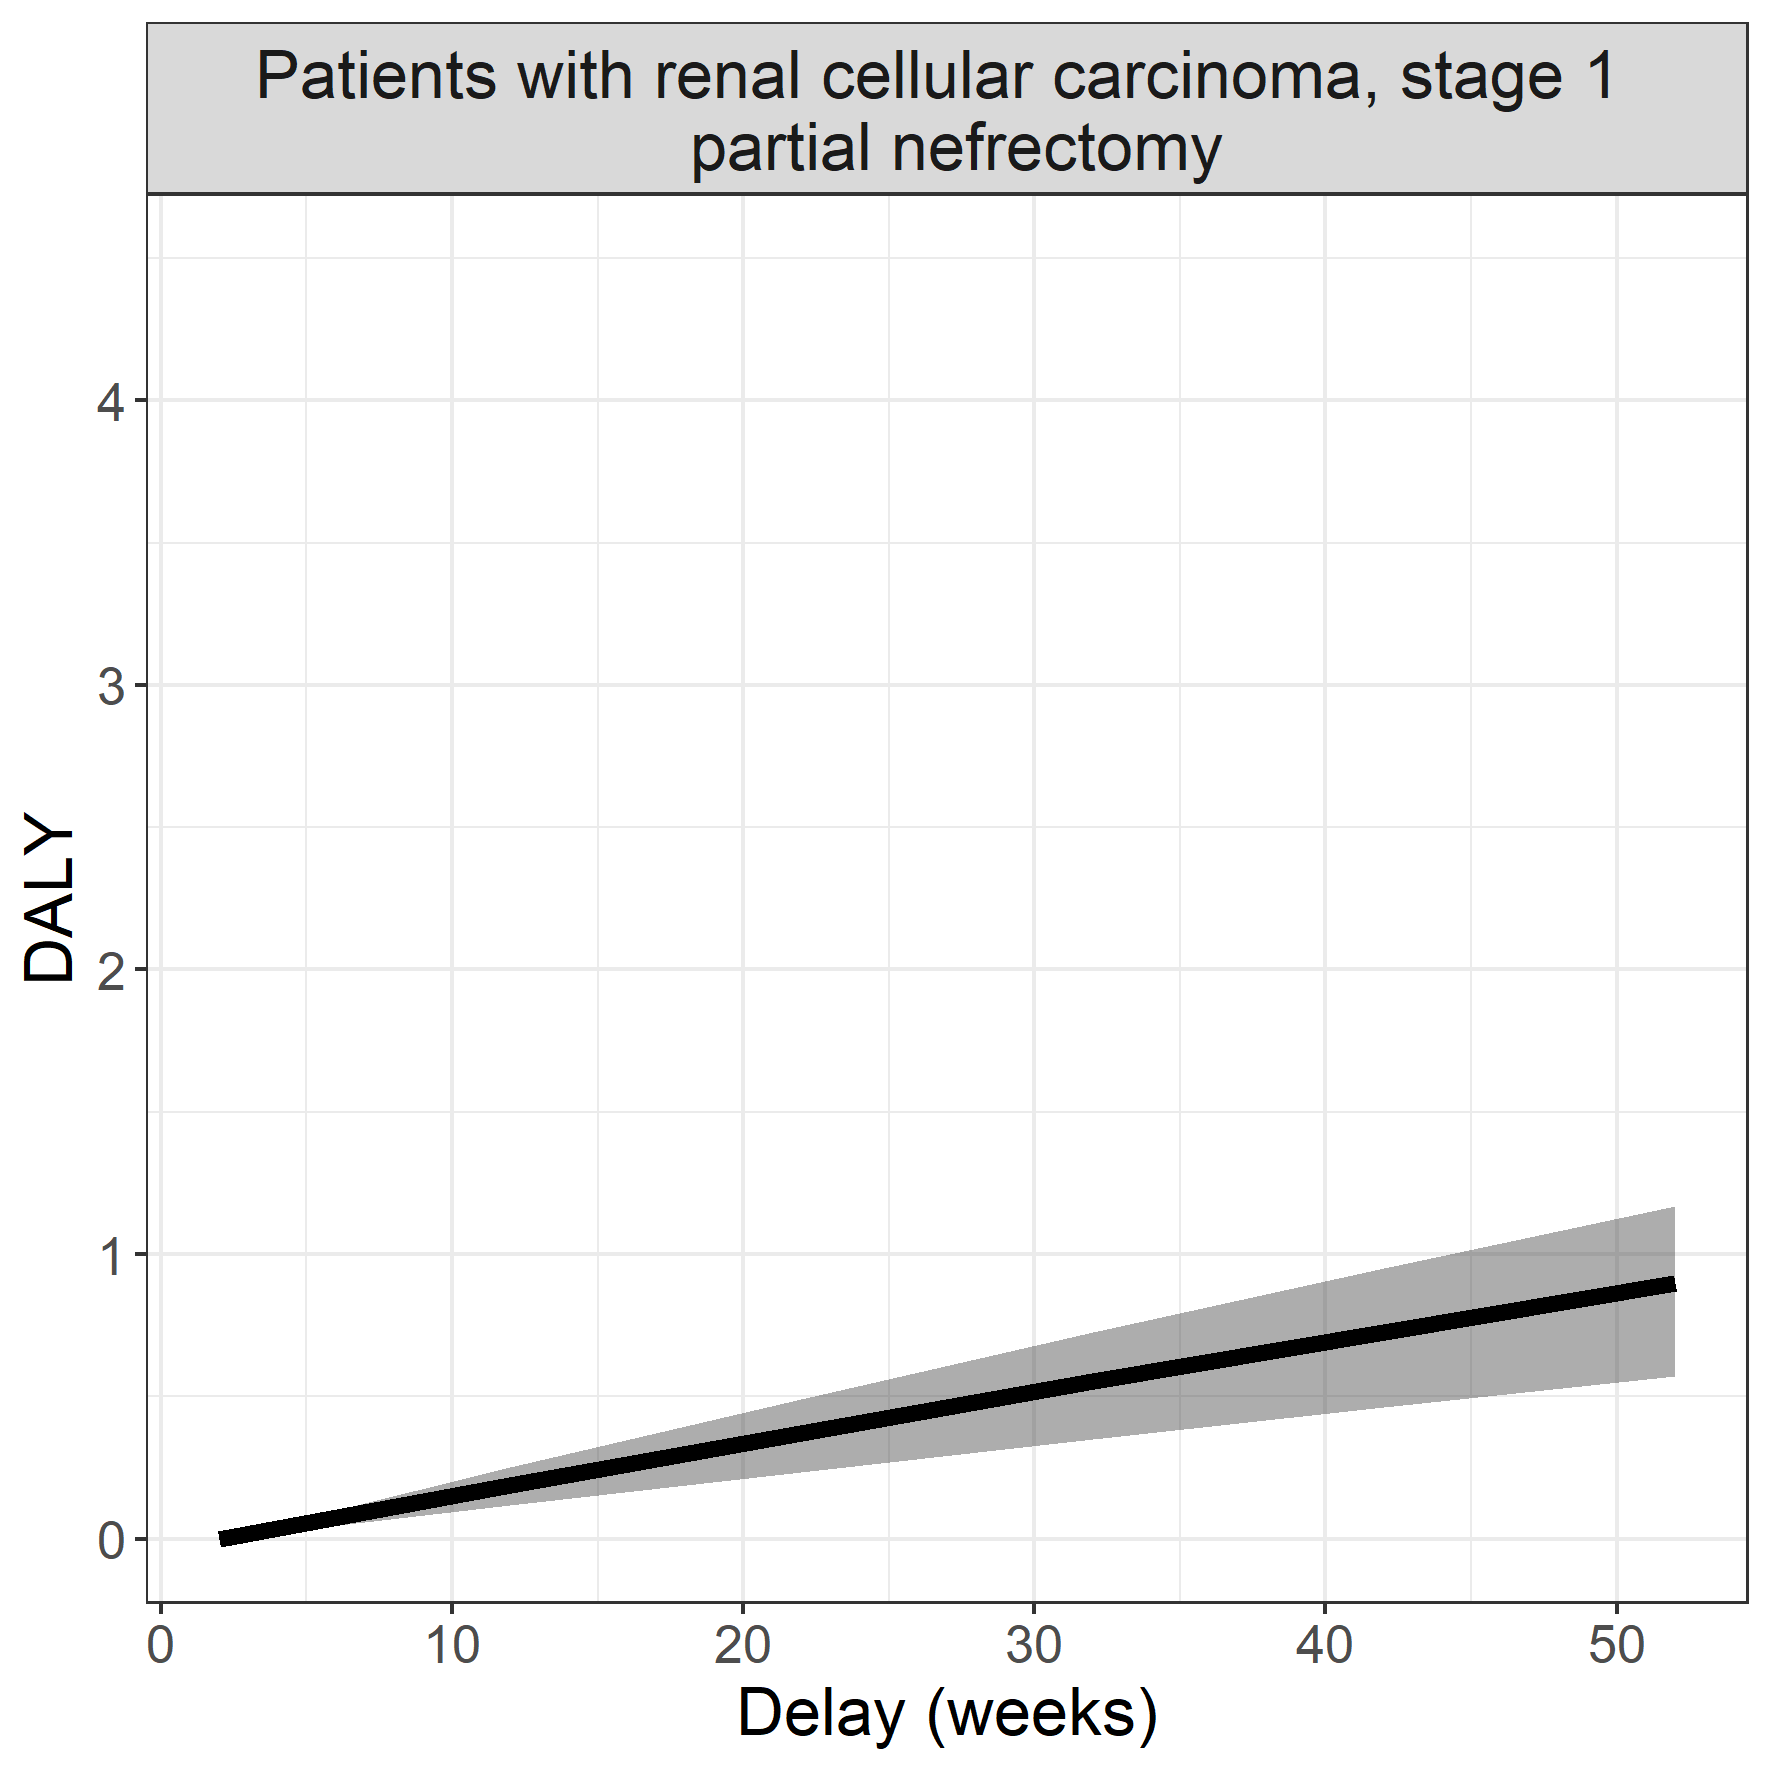 Patients with renal cellular carcinoma, stage 1
partial nefrectomy
4
3
2
1
0
DALY
0 10 20 30 40 50
Delay (weeks)